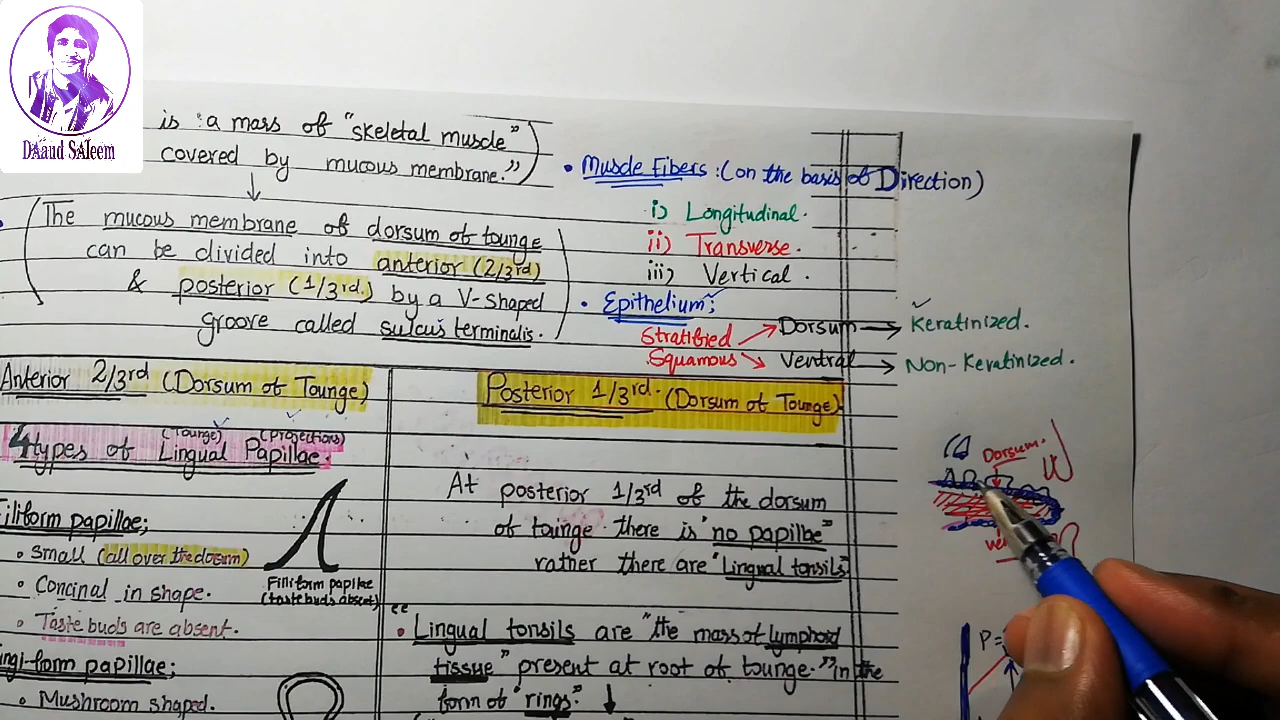 DAaud SaLeem
is a mass of "skeletal muscle"
covered by mucous membrane."
The mucous membrane of dorsum of tounge
can be divided into anterior (2/3rd)
& posterior (1/3rd.) by a V-shaped
groove called sulcus terminalis.
• Muscle Fibers: (on the basis of Direction)
i) Longitudinal.
ii) Transverse.
iii) Vertical.
• Epithelium:
Stratified Squamous
Dorsum → Keratinized.
Ventral → Non-Keratinized.
Anterior 2/3rd (Dorsum of Tounge)
4 types of Lingual Papillae.
(Tounge) (Projections)
Filiform papillae;
• Small (all over the dorsum)
• Concinal in shape.
• Taste buds are absent.
Filliform papillae
(taste buds absent)
ungi-form papillae;
• Mushroom shaped.
Posterior 1/3rd. (Dorsum of Tounge)
At posterior 1/3rd of the dorsum
of tounge there is "no papillae"
rather there are "Lingual tonsils"
• Lingual tonsils are "the mass of lymphoid
tissue" present at root of tounge." in the
form of "rings".
Dorsum.
ve
P=